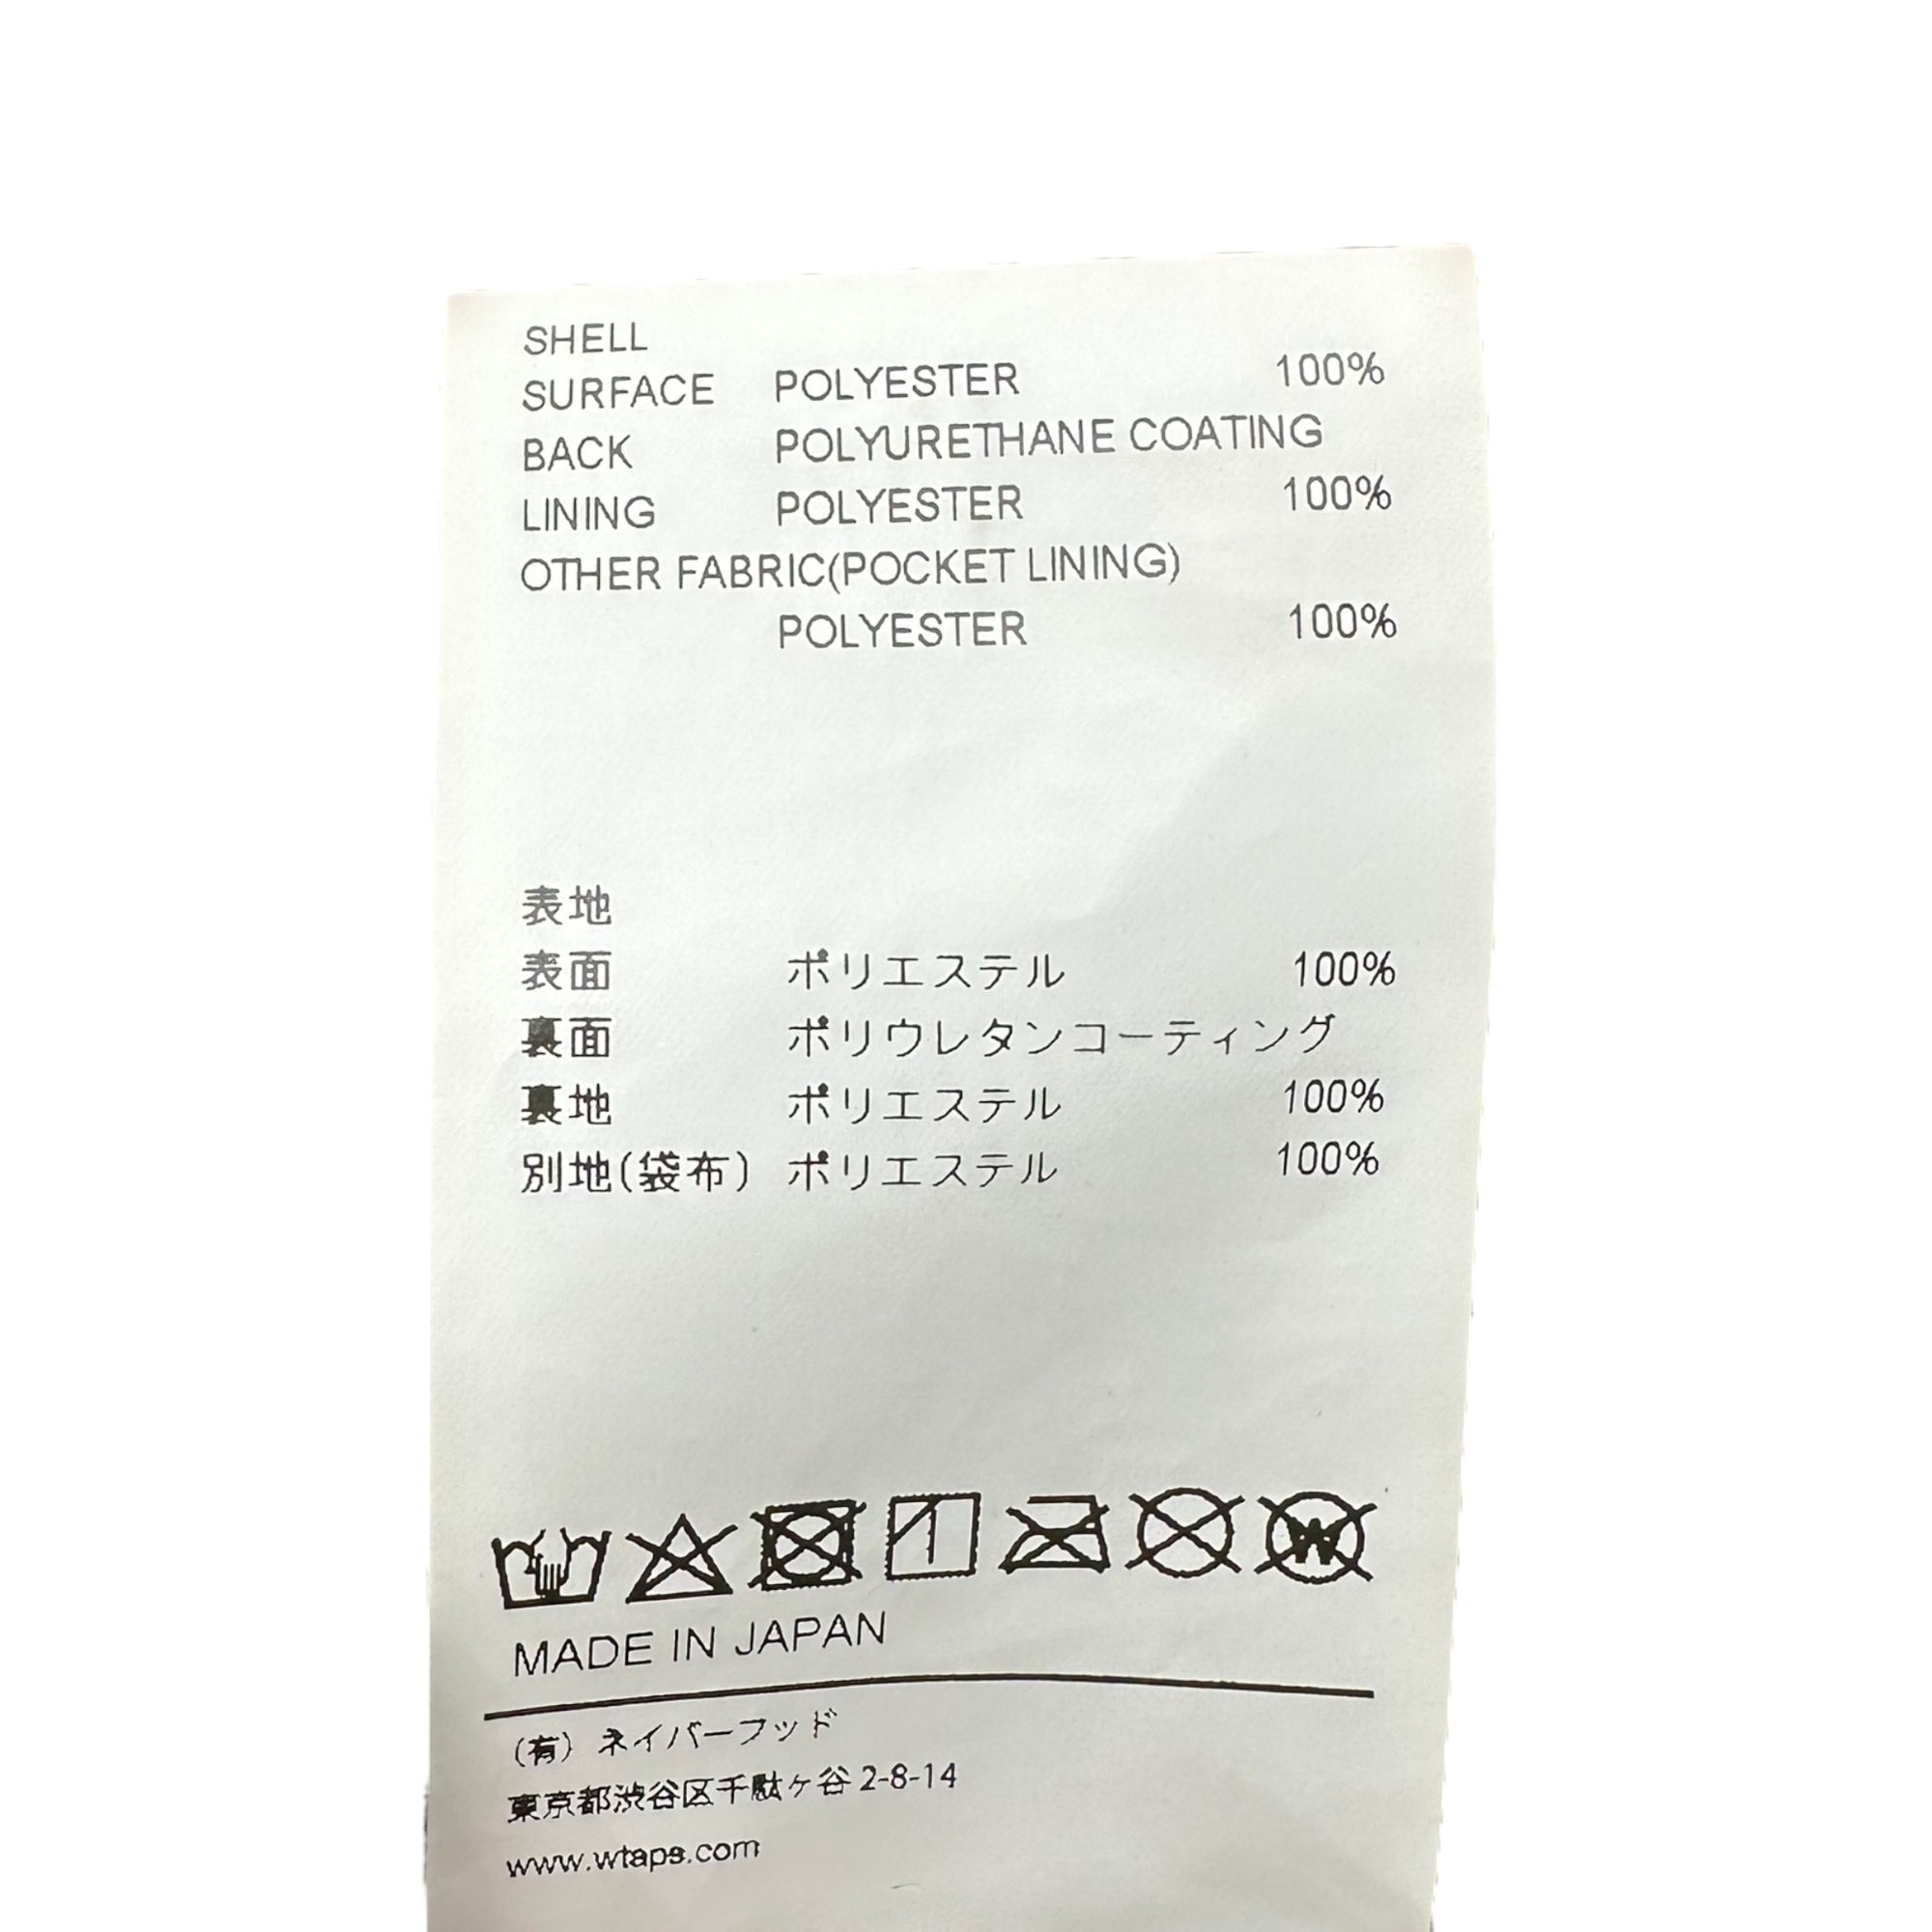 SHELL
SURFACE POLYESTER 100%
BACK POLYURETHANE COATING
LINING POLYESTER 100%
OTHER FABRIC(POCKET LINING)
POLYESTER 100%
表地
表面 ポリエステル 100%
裏面 ポリウレタンコーティング
裏地 ポリエステル 100%
別地(袋布) ポリエステル 100%
W
MADE IN JAPAN
(有) ネイバーフッド
東京都渋谷区千駄ヶ谷 2-8-14
www.wtaps.com